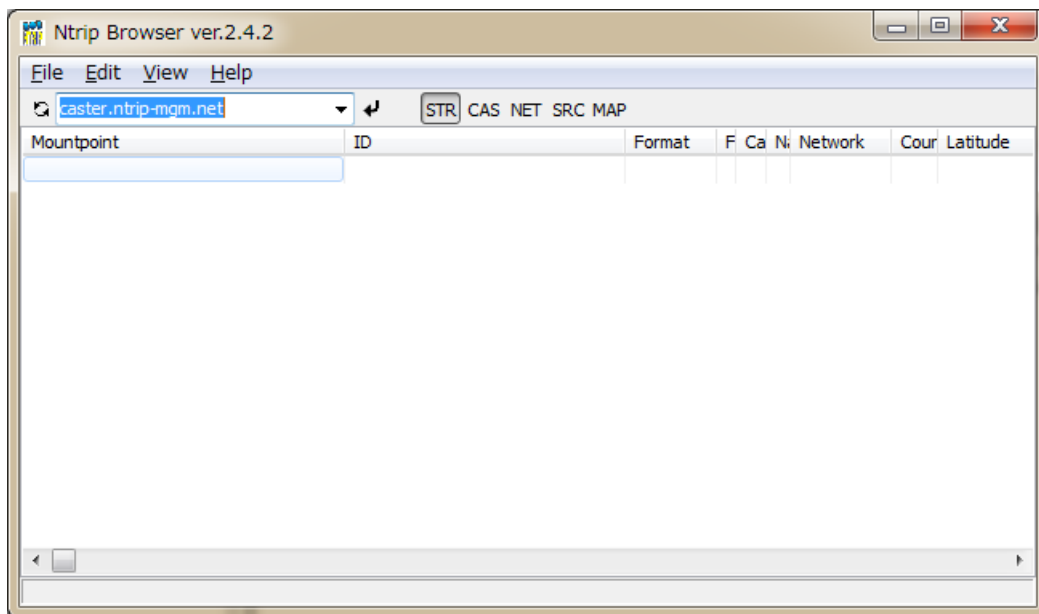 Ntrip Browser ver.2.4.2
File Edit View Help
caster.ntrip-mgm.net STR CAS NET SRC MAP
Mountpoint ID Format F Ca Na Network Cour Latitude